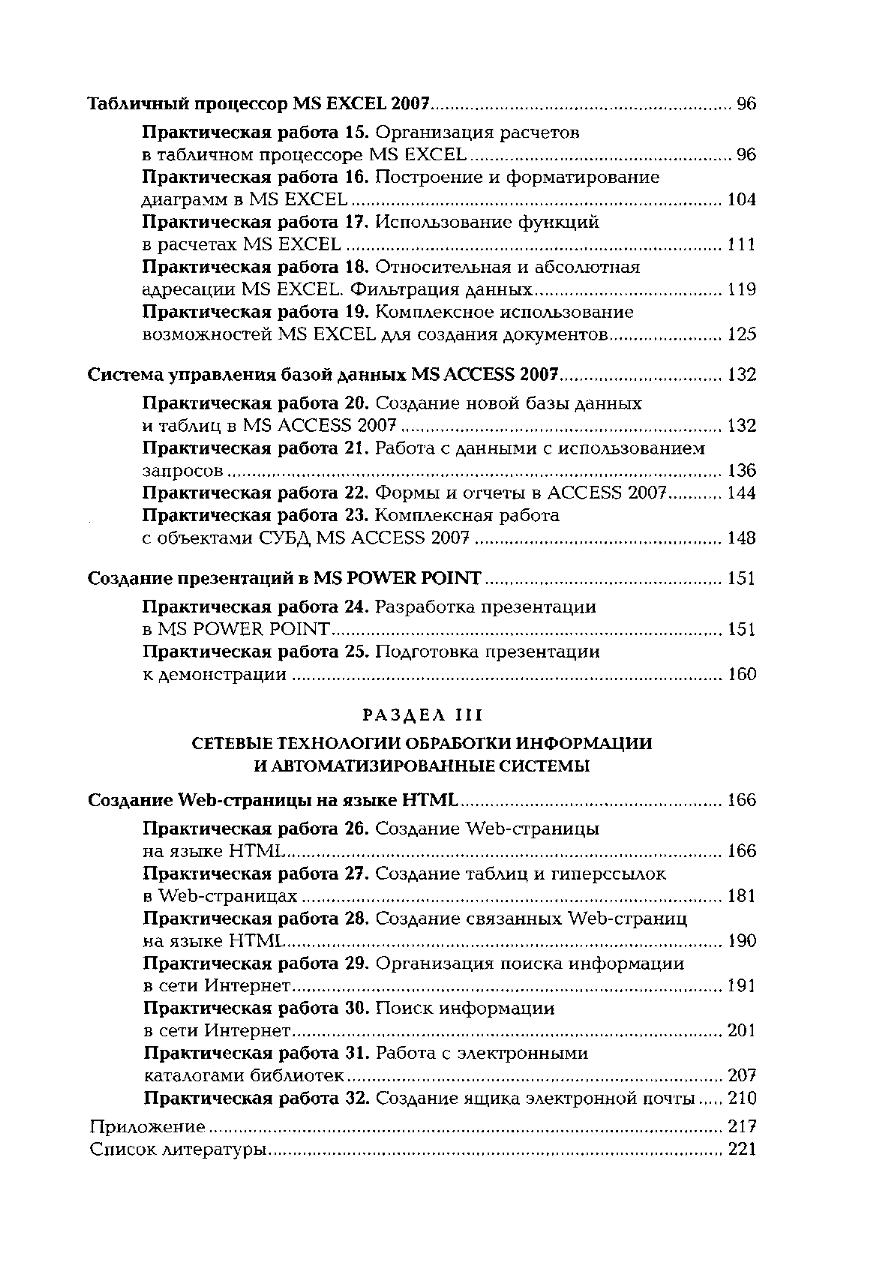 Табличный процессор MS EXCEL 2007 ... 96
Практическая работа 15. Организация расчетов
в табличном процессоре MS EXCEL ... 96
Практическая работа 16. Построение и форматирование
диаграмм в MS EXCEL ... 104
Практическая работа 17. Использование функций
в расчетах MS EXCEL ... 111
Практическая работа 18. Относительная и абсолютная
адресации MS EXCEL. Фильтрация данных ... 119
Практическая работа 19. Комплексное использование
возможностей MS EXCEL для создания документов ... 125
Система управления базой данных MS ACCESS 2007 ... 132
Практическая работа 20. Создание новой базы данных
и таблиц в MS ACCESS 2007 ... 132
Практическая работа 21. Работа с данными с использованием
запросов ... 136
Практическая работа 22. Формы и отчеты в ACCESS 2007 ... 144
Практическая работа 23. Комплексная работа
с объектами СУБД MS ACCESS 2007 ... 148
Создание презентаций в MS POWER POINT ... 151
Практическая работа 24. Разработка презентации
в MS POWER POINT ... 151
Практическая работа 25. Подготовка презентации
к демонстрации ... 160
РАЗДЕЛ III
СЕТЕВЫЕ ТЕХНОЛОГИИ ОБРАБОТКИ ИНФОРМАЦИИ
И АВТОМАТИЗИРОВАННЫЕ СИСТЕМЫ
Создание Web-страницы на языке HTML ... 166
Практическая работа 26. Создание Web-страницы
на языке HTML ... 166
Практическая работа 27. Создание таблиц и гиперссылок
в Web-страницах ... 181
Практическая работа 28. Создание связанных Web-страниц
на языке HTML ... 190
Практическая работа 29. Организация поиска информации
в сети Интернет ... 191
Практическая работа 30. Поиск информации
в сети Интернет ... 201
Практическая работа 31. Работа с электронными
каталогами библиотек ... 207
Практическая работа 32. Создание ящика электронной почты ... 210
Приложение ... 217
Список литературы ... 221